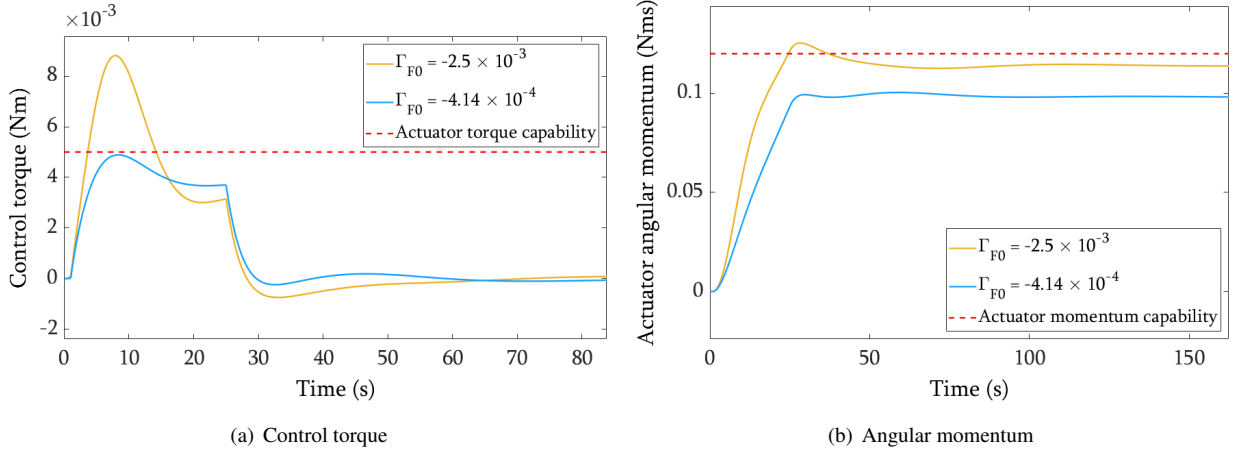 ×10⁻³
Control torque (Nm)
8
6
4
2
0
-2
Γ_F0 = -2.5 × 10⁻³
Γ_F0 = -4.14 × 10⁻⁴
Actuator torque capability
0 10 20 30 40 50 60 70 80
Time (s)
(a) Control torque
Actuator angular momentum (Nms)
0.1
0.05
0
Γ_F0 = -2.5 × 10⁻³
Γ_F0 = -4.14 × 10⁻⁴
Actuator momentum capability
0 50 100 150
Time (s)
(b) Angular momentum